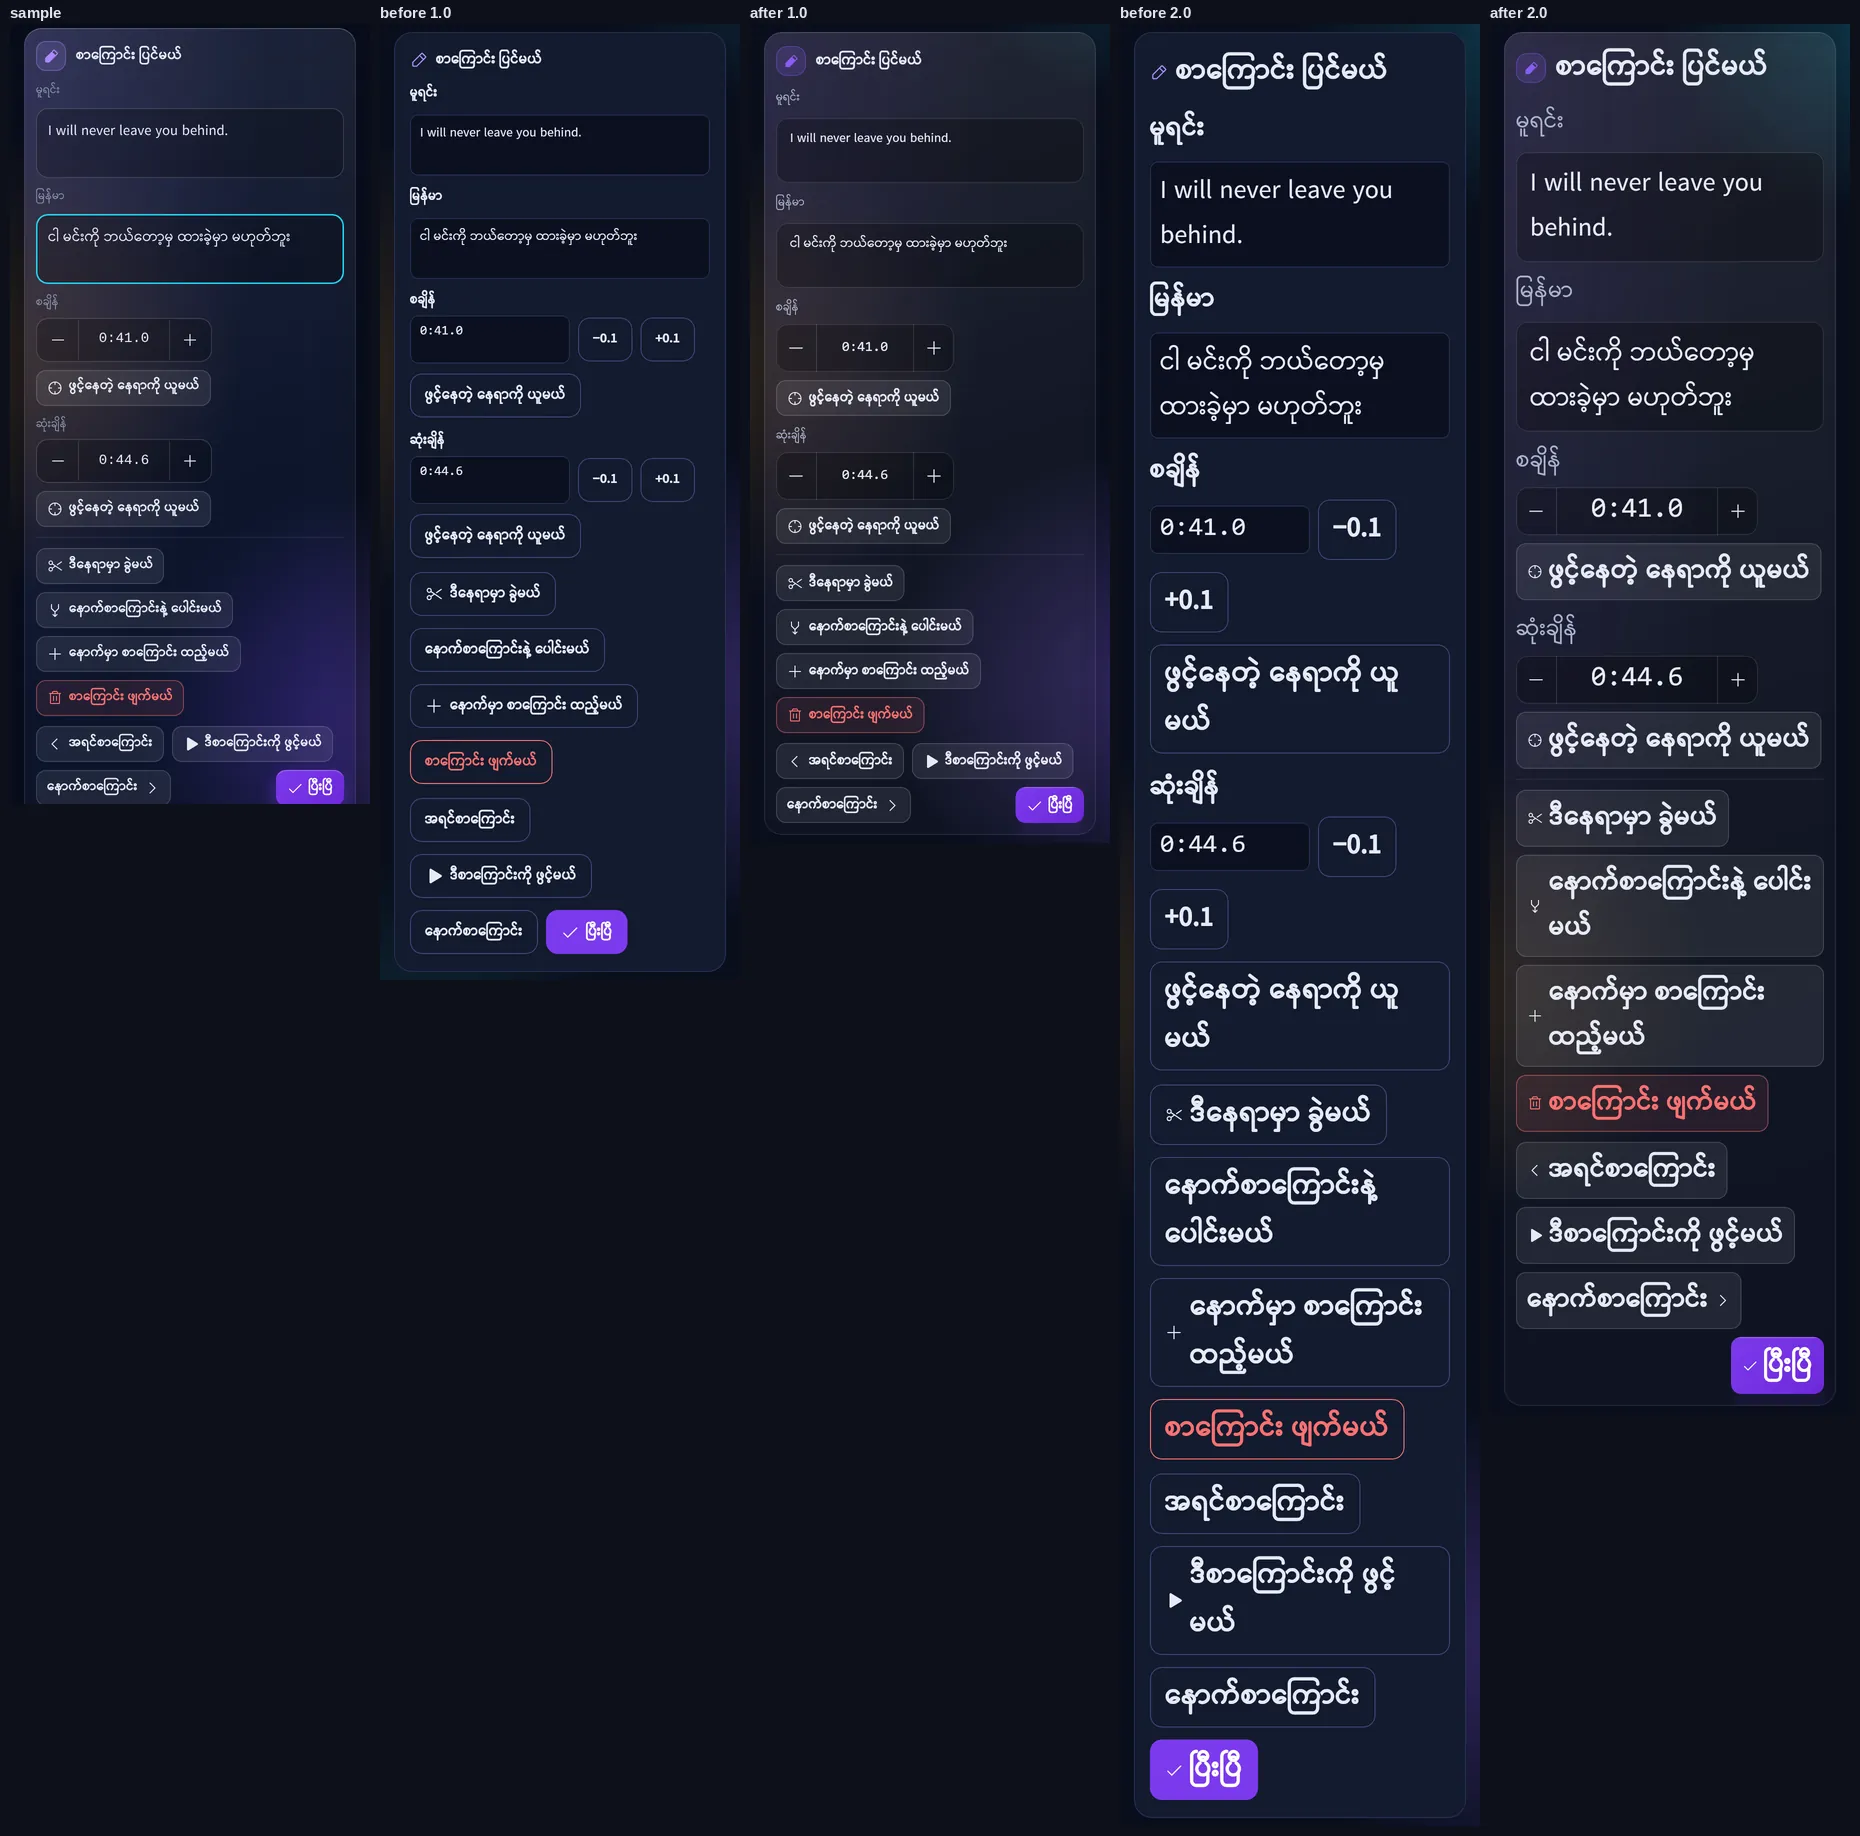 sample
စာကြောင်း ပြင်မယ်
မူရင်း
I will never leave you behind.
မြန်မာ
ငါ မင်းကို ဘယ်တော့မှ ထားခဲ့မှာ မဟုတ်ဘူး
စချိန်
− 0:41.0 +
ဖွင့်နေတဲ့ နေရာကို ယူမယ်
ဆုံးချိန်
− 0:44.6 +
ဖွင့်နေတဲ့ နေရာကို ယူမယ်
ဒီနေရာမှာ ခွဲမယ်
နောက်စာကြောင်းနဲ့ ပေါင်းမယ်
နောက်မှာ စာကြောင်း ထည့်မယ်
စာကြောင်း ဖျက်မယ်
အရင်စာကြောင်း ဒီစာကြောင်းကို ဖွင့်မယ်
နောက်စာကြောင်း ပြီးပြီ
before 1.0
စာကြောင်း ပြင်မယ်
မူရင်း
I will never leave you behind.
မြန်မာ
ငါ မင်းကို ဘယ်တော့မှ ထားခဲ့မှာ မဟုတ်ဘူး
စချိန်
0:41.0 −0.1 +0.1
ဖွင့်နေတဲ့ နေရာကို ယူမယ်
ဆုံးချိန်
0:44.6 −0.1 +0.1
ဖွင့်နေတဲ့ နေရာကို ယူမယ်
ဒီနေရာမှာ ခွဲမယ်
နောက်စာကြောင်းနဲ့ ပေါင်းမယ်
နောက်မှာ စာကြောင်း ထည့်မယ်
စာကြောင်း ဖျက်မယ်
အရင်စာကြောင်း
ဒီစာကြောင်းကို ဖွင့်မယ်
နောက်စာကြောင်း ပြီးပြီ
after 1.0
စာကြောင်း ပြင်မယ်
မူရင်း
I will never leave you behind.
မြန်မာ
ငါ မင်းကို ဘယ်တော့မှ ထားခဲ့မှာ မဟုတ်ဘူး
စချိန်
− 0:41.0 +
ဖွင့်နေတဲ့ နေရာကို ယူမယ်
ဆုံးချိန်
− 0:44.6 +
ဖွင့်နေတဲ့ နေရာကို ယူမယ်
ဒီနေရာမှာ ခွဲမယ်
နောက်စာကြောင်းနဲ့ ပေါင်းမယ်
နောက်မှာ စာကြောင်း ထည့်မယ်
စာကြောင်း ဖျက်မယ်
အရင်စာကြောင်း ဒီစာကြောင်းကို ဖွင့်မယ်
နောက်စာကြောင်း ပြီးပြီ
before 2.0
စာကြောင်း ပြင်မယ်
မူရင်း
I will never leave you
behind.
မြန်မာ
ငါ မင်းကို ဘယ်တော့မှ
ထားခဲ့မှာ မဟုတ်ဘူး
စချိန်
0:41.0 −0.1
+0.1
ဖွင့်နေတဲ့ နေရာကို ယူ
မယ်
ဆုံးချိန်
0:44.6 −0.1
+0.1
ဖွင့်နေတဲ့ နေရာကို ယူ
မယ်
ဒီနေရာမှာ ခွဲမယ်
နောက်စာကြောင်းနဲ့
ပေါင်းမယ်
နောက်မှာ စာကြောင်း
ထည့်မယ်
စာကြောင်း ဖျက်မယ်
အရင်စာကြောင်း
ဒီစာကြောင်းကို ဖွင့်
မယ်
နောက်စာကြောင်း
ပြီးပြီ
after 2.0
စာကြောင်း ပြင်မယ်
မူရင်း
I will never leave you
behind.
မြန်မာ
ငါ မင်းကို ဘယ်တော့မှ
ထားခဲ့မှာ မဟုတ်ဘူး
စချိန်
− 0:41.0 +
ဖွင့်နေတဲ့ နေရာကို ယူမယ်
ဆုံးချိန်
− 0:44.6 +
ဖွင့်နေတဲ့ နေရာကို ယူမယ်
ဒီနေရာမှာ ခွဲမယ်
နောက်စာကြောင်းနဲ့ ပေါင်း
မယ်
နောက်မှာ စာကြောင်း
ထည့်မယ်
စာကြောင်း ဖျက်မယ်
အရင်စာကြောင်း
ဒီစာကြောင်းကို ဖွင့်မယ်
နောက်စာကြောင်း
ပြီးပြီ